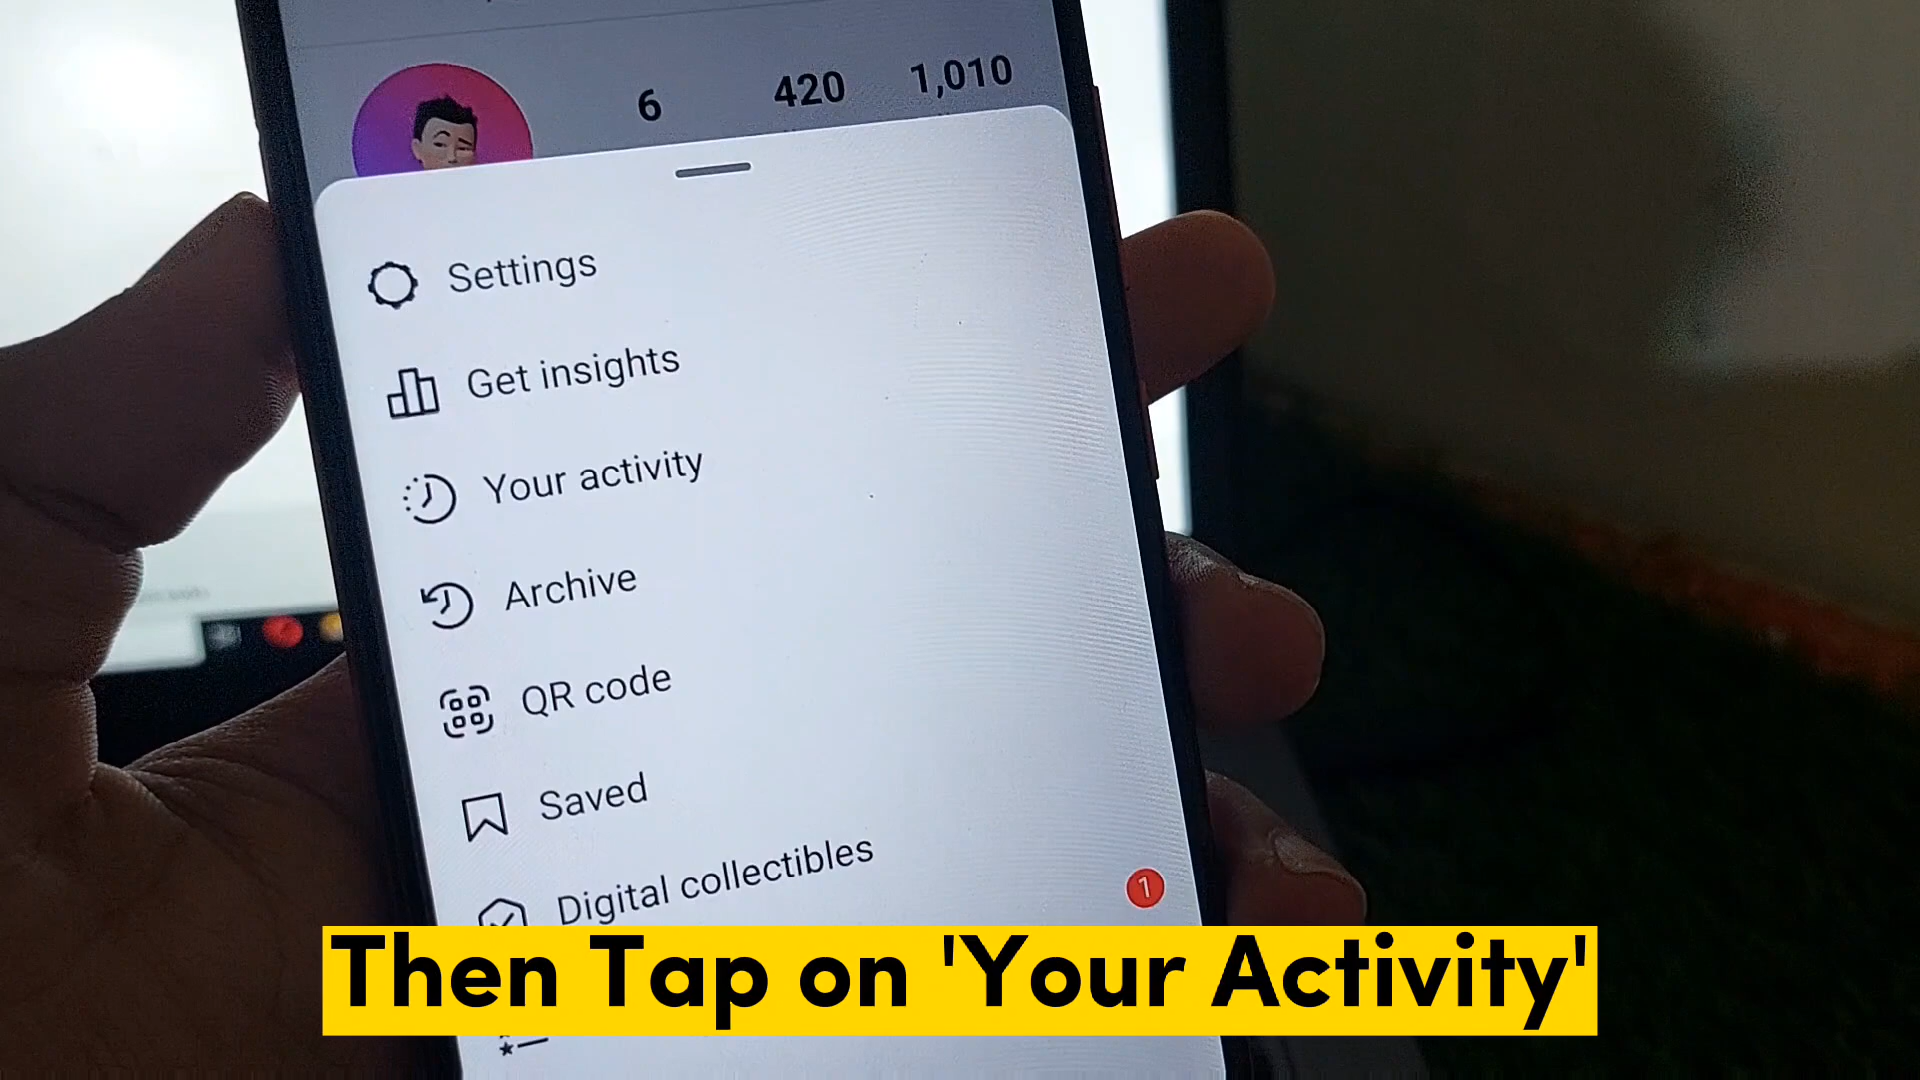 6 420 1,010
Settings
Get insights
Your activity
Archive
QR code
Saved
Digital collectibles
1
Then Tap on 'Your Activity'